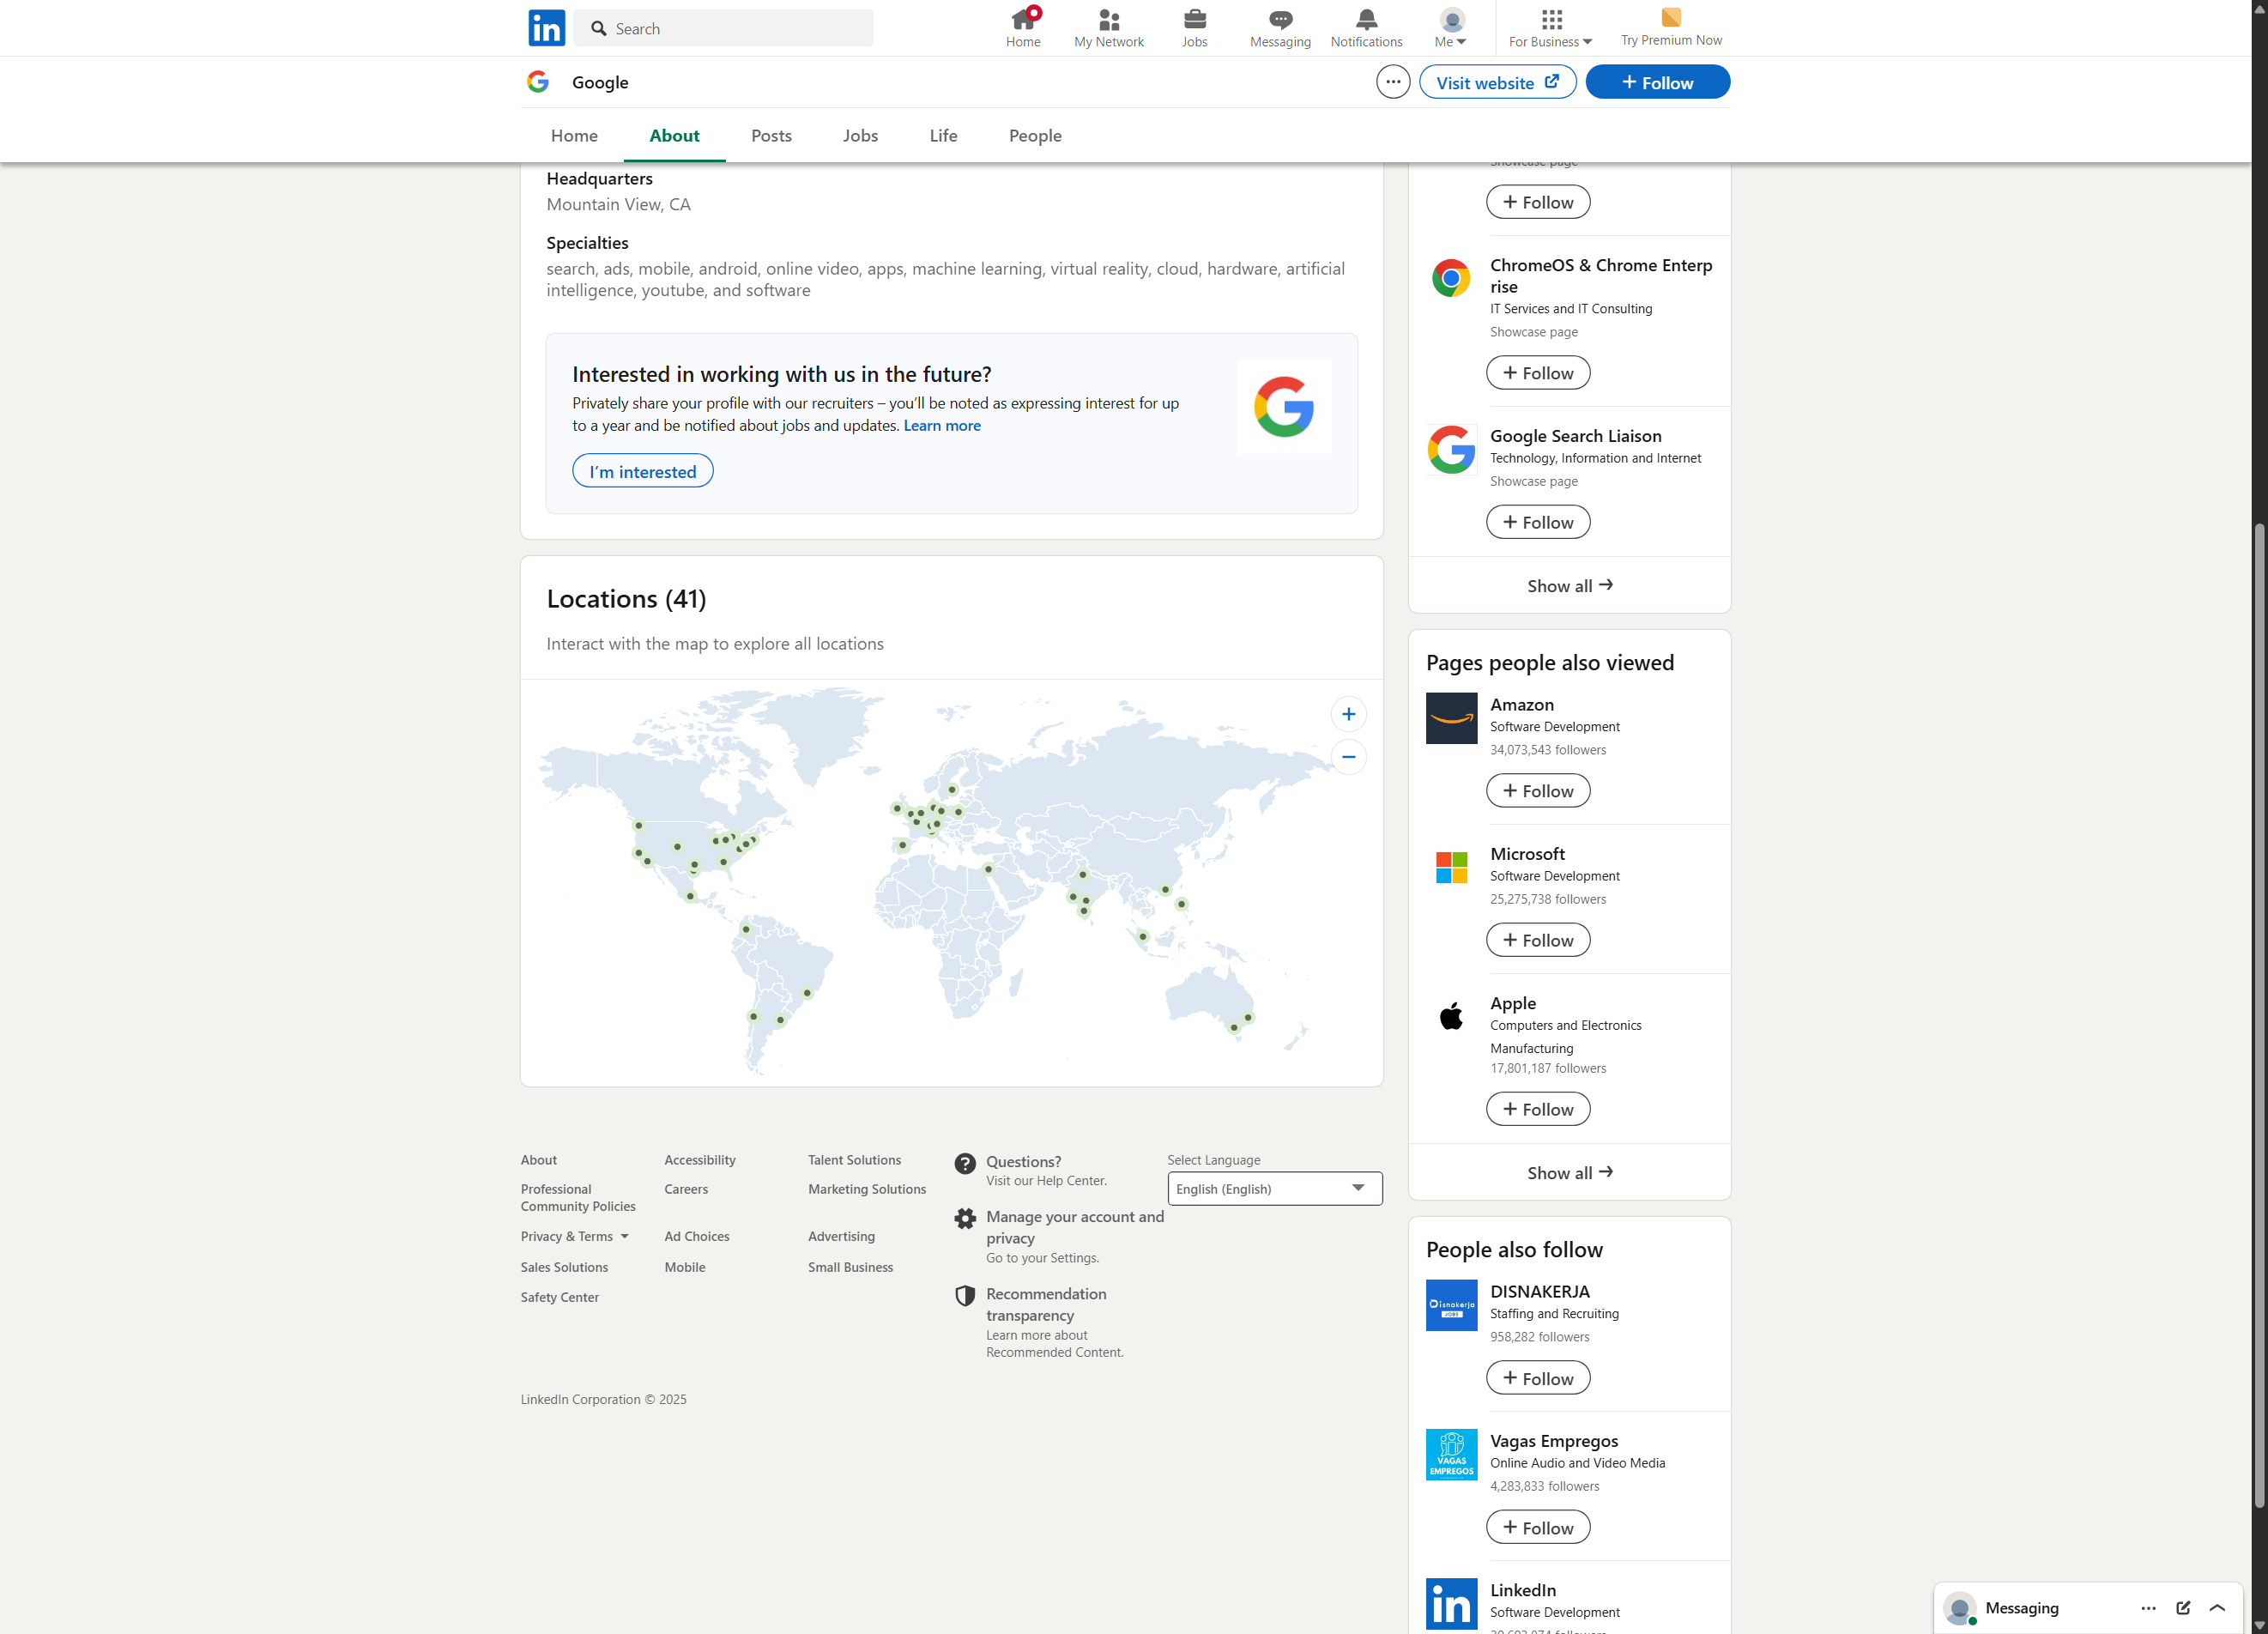 Search
Home
My Network
Jobs
Messaging
Notifications
Me
For Business
Try Premium Now
Google
Visit website
Follow
Home
About
Posts
Jobs
Life
People
Headquarters
Mountain View, CA
Specialties
search, ads, mobile, android, online video, apps, machine learning, virtual reality, cloud, hardware, artificial
intelligence, youtube, and software
Interested in working with us in the future?
Privately share your profile with our recruiters – you’ll be noted as expressing interest for up
to a year and be notified about jobs and updates. Learn more
I’m interested
Locations (41)
Interact with the map to explore all locations
+
−
About
Accessibility
Talent Solutions
Professional
Community Policies
Careers
Marketing Solutions
Privacy & Terms
Ad Choices
Advertising
Sales Solutions
Mobile
Small Business
Safety Center
Questions?
Visit our Help Center.
Manage your account and
privacy
Go to your Settings.
Recommendation
transparency
Learn more about
Recommended Content.
Select Language
English (English)
LinkedIn Corporation © 2025
Showcase page
Follow
ChromeOS & Chrome Enterp
rise
IT Services and IT Consulting
Showcase page
Follow
Google Search Liaison
Technology, Information and Internet
Showcase page
Follow
Show all
Pages people also viewed
Amazon
Software Development
34,073,543 followers
Follow
Microsoft
Software Development
25,275,738 followers
Follow
Apple
Computers and Electronics
Manufacturing
17,801,187 followers
Follow
Show all
People also follow
Disnakerja
JOBS
DISNAKERJA
Staffing and Recruiting
958,282 followers
Follow
VAGAS
EMPREGOS
Vagas Empregos
Online Audio and Video Media
4,283,833 followers
Follow
in
LinkedIn
Software Development
Messaging